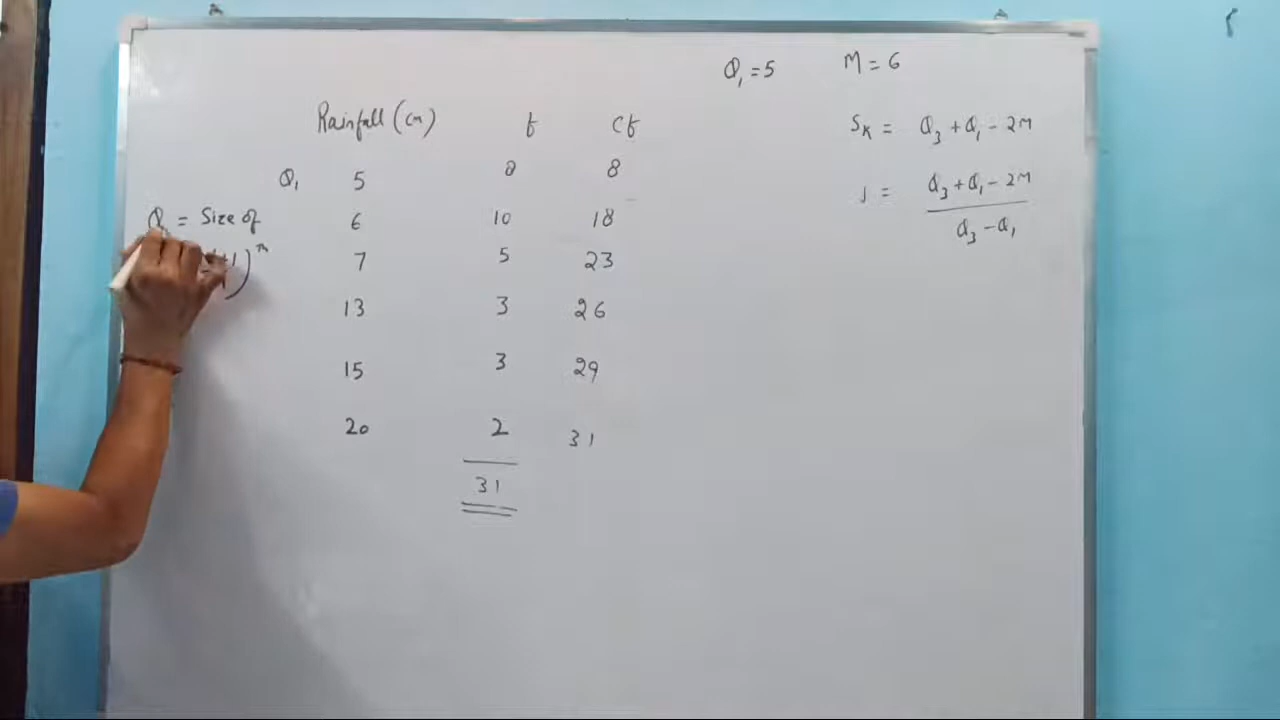 Q₁ = 5 M = 6
Rainfall (cm) f Cf
Sk = Q₃ + Q₁ - 2M
Q₁ 5 8 8
J = Q₃ + Q₁ - 2M
Q₃ - Q₁
Q = Size of
6 10 18
7 5 23
13 3 26
15 3 29
20 2 31
31